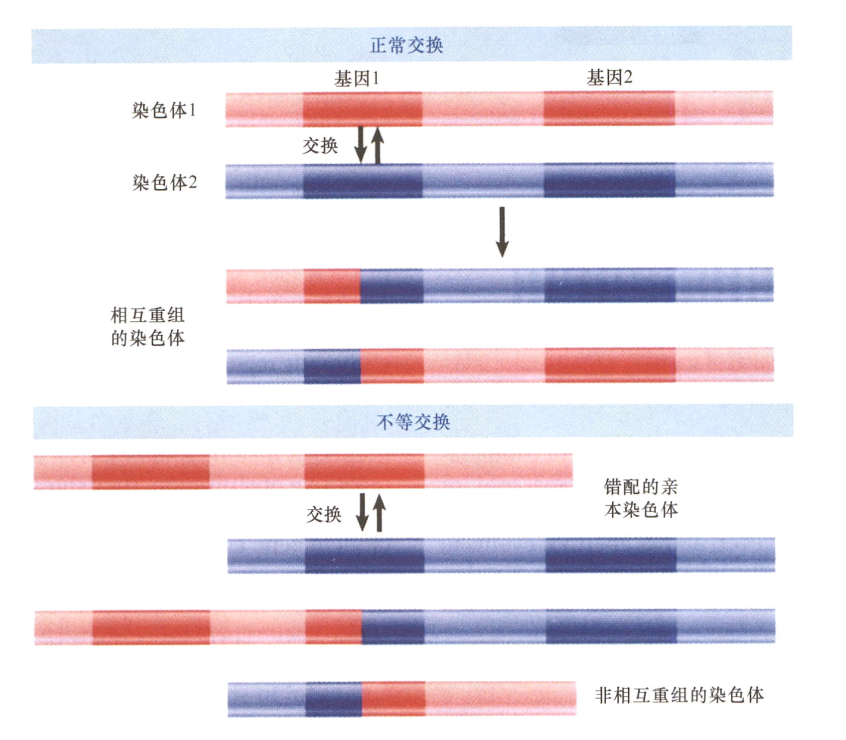 正常交换
基因1
基因2
染色体1
交换
染色体2
相互重组
的染色体
不等交换
错配的亲
本染色体
交换
非相互重组的染色体